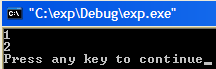 "C:\exp\Debug\exp.exe"
1
2
Press any key to continue